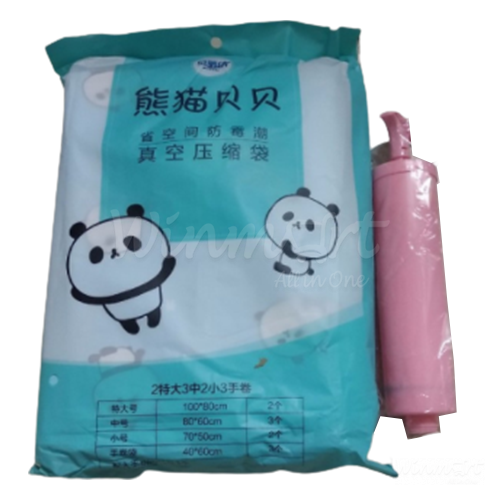 熊猫贝贝
省空间防霉潮
真空压缩袋
Winmart
All in One
2特大3中2小3手卷
特大号 100*80cm 2个
中号 80*60cm 3个
小号 70*50cm 2个
40*60cm